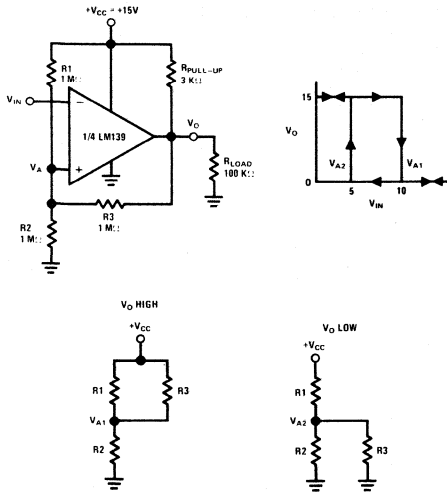 +VCC = +15V
R1
1 MΩ
RPULL-UP
3 KΩ
VIN
−
1/4 LM139
VO
VA
+
RLOAD
100 KΩ
R3
1 MΩ
R2
1 MΩ
15
VO
VA2
VA1
0
5
10
VIN
VO HIGH
+VCC
R1
R3
VA1
R2
VO LOW
+VCC
R1
VA2
R2
R3